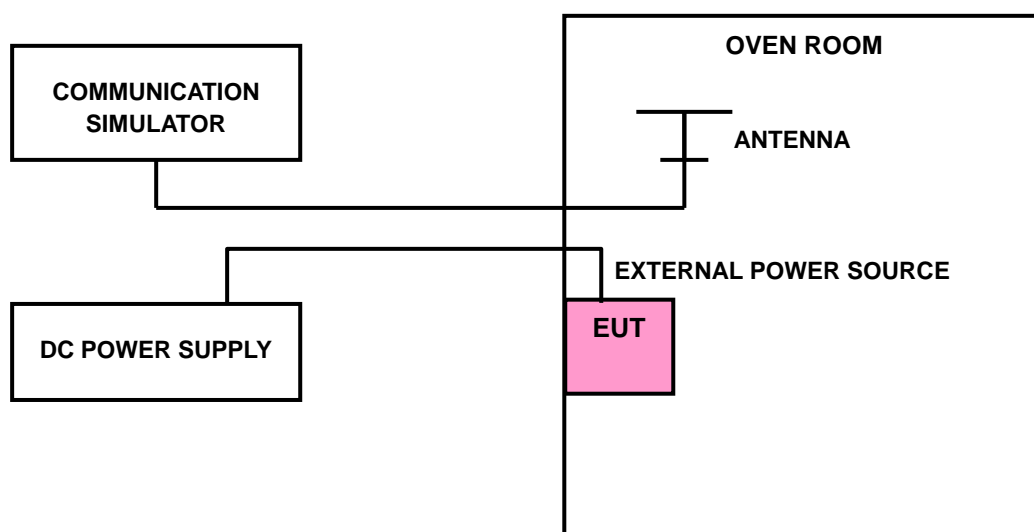 OVEN ROOM
COMMUNICATION
SIMULATOR
ANTENNA
EXTERNAL POWER SOURCE
EUT
DC POWER SUPPLY